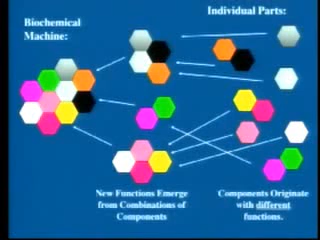 Biochemical
Machine:
Individual Parts:
New Functions Emerge
from Combinations of
Components
Components Originate
with different
functions.